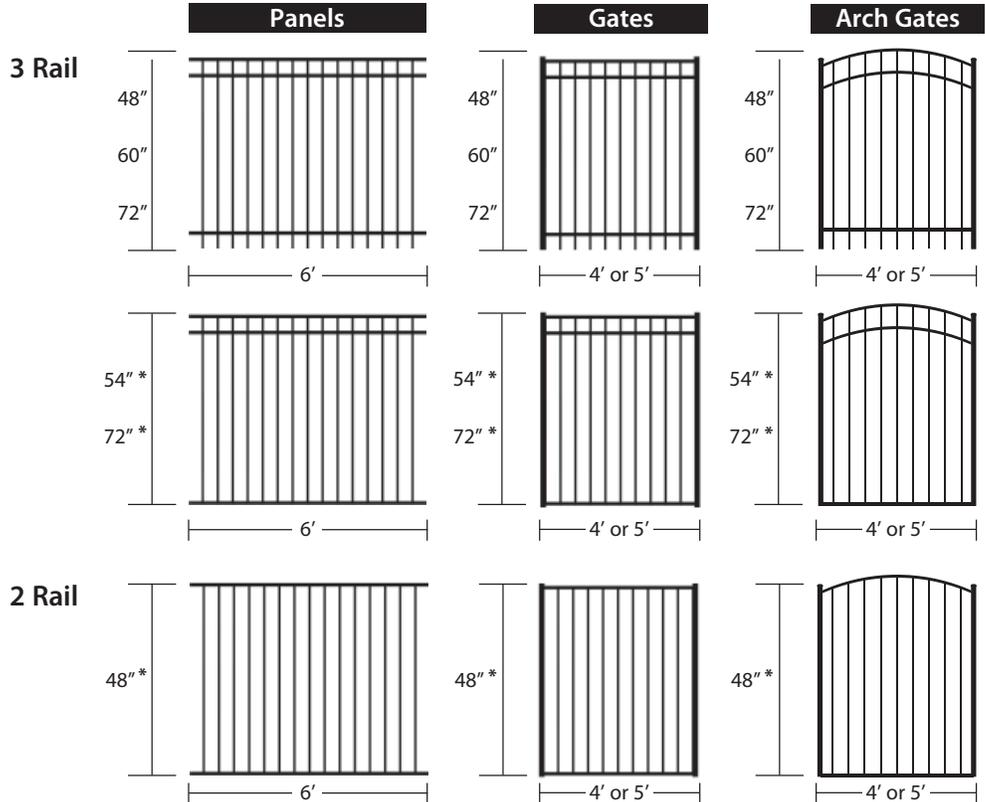 Panels Gates Arch Gates
3 Rail
48” 48” 48”
60” 60” 60”
72” 72” 72”
6’ 4’ or 5’ 4’ or 5’
54” * 54” * 54” *
72” * 72” * 72” *
6’ 4’ or 5’ 4’ or 5’
2 Rail
48” * 48” * 48” *
6’ 4’ or 5’ 4’ or 5’